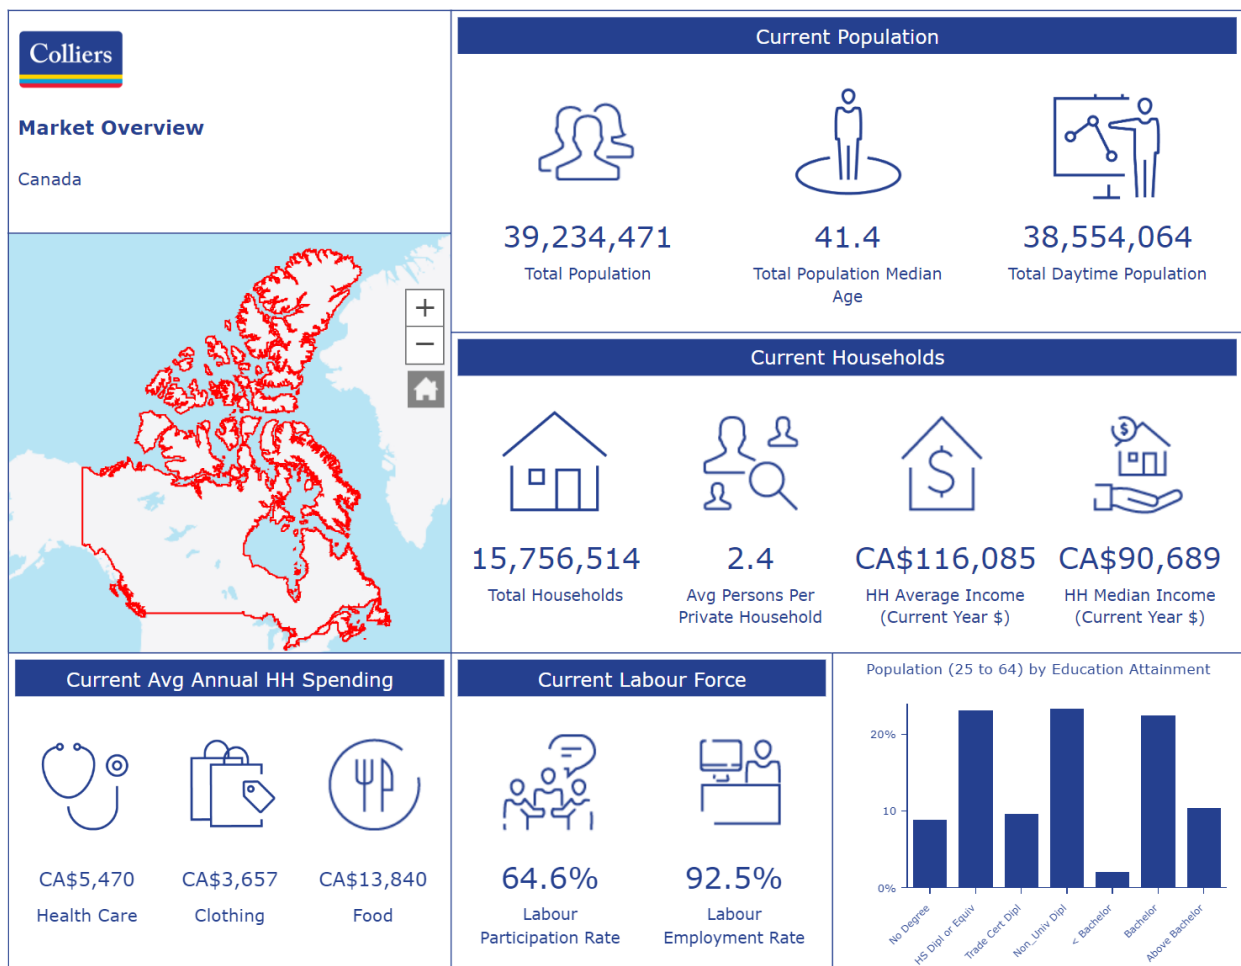 Colliers
Market Overview
Canada
+
−
Current Population
39,234,471
Total Population
41.4
Total Population Median
Age
38,554,064
Total Daytime Population
Current Households
$
$
15,756,514
Total Households
2.4
Avg Persons Per
Private Household
CA$116,085
HH Average Income
(Current Year $)
CA$90,689
HH Median Income
(Current Year $)
Current Avg Annual HH Spending
CA$5,470
Health Care
CA$3,657
Clothing
CA$13,840
Food
Current Labour Force
64.6%
Labour
Participation Rate
92.5%
Labour
Employment Rate
Population (25 to 64) by Education Attainment
20%
10
0%
No Degree
HS Dipl or Equiv
Trade Cert Dipl
Non_Univ Dipl
< Bachelor
Bachelor
Above Bachelor